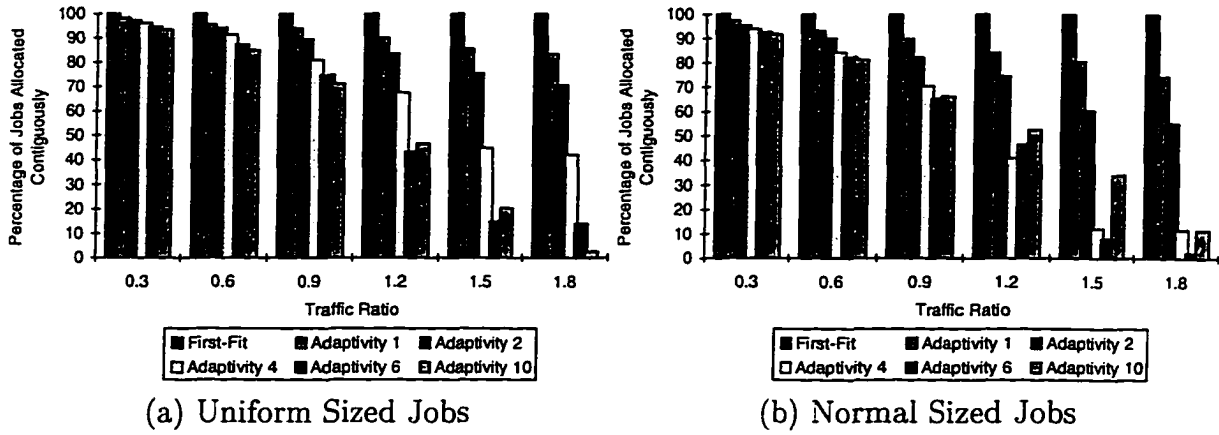 Percentage of Jobs Allocated
Contiguously
100
90
80
70
60
50
40
30
20
10
0
0.3 0.6 0.9 1.2 1.5 1.8
Traffic Ratio
First-Fit Adaptivity 1 Adaptivity 2
Adaptivity 4 Adaptivity 6 Adaptivity 10
(a) Uniform Sized Jobs
Percentage of Jobs Allocated
Contiguously
100
90
80
70
60
50
40
30
20
10
0
0.3 0.6 0.9 1.2 1.5 1.8
Traffic Ratio
First-Fit Adaptivity 1 Adaptivity 2
Adaptivity 4 Adaptivity 6 Adaptivity 10
(b) Normal Sized Jobs